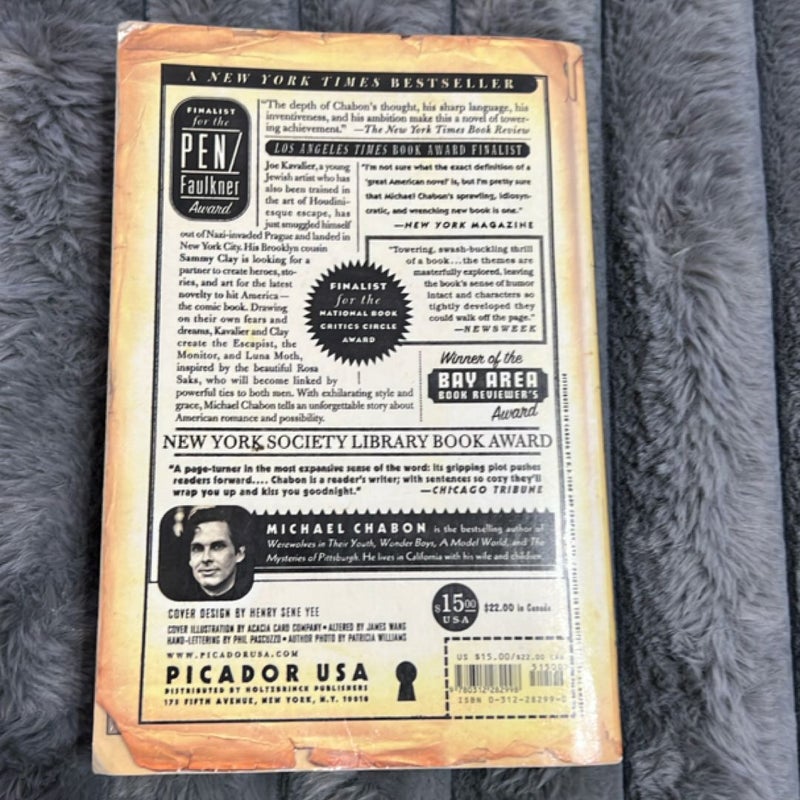 A NEW YORK TIMES BESTSELLER
FINALIST
for the
PEN/
Faulkner
Award
"The depth of Chabon's thought, his sharp language, his
inventiveness, and his ambition make this a novel of tower-
ing achievement." —The New York Times Book Review
LOS ANGELES TIMES BOOK AWARD FINALIST
Joe Kavalier, a young
Jewish artist who has
also been trained in
the art of Houdini-
esque escape, has
just smuggled himself
out of Nazi-invaded Prague and landed in
New York City. His Brooklyn cousin
Sammy Clay is looking for a
partner to create heroes, sto-
ries, and art for the latest
novelty to hit America—
the comic book. Drawing
on their own fears and
dreams, Kavalier and Clay
create the Escapist, the
Monitor, and Luna Moth,
inspired by the beautiful Rosa
Saks, who will become linked by
powerful ties to both men. With exhilarating style and
grace, Michael Chabon tells an unforgettable story about
American romance and possibility.
"I'm not sure what the exact definition of a
'great American novel' is, but I'm pretty sure
that Michael Chabon's sprawling, idiosyn-
cratic, and wrenching new book is one."
—NEW YORK MAGAZINE
"Towering, swash-buckling thrill
of a book...the themes are
masterfully explored, leaving
the book's sense of humor
intact and characters so
tightly developed they
could walk off the page."
—NEWSWEEK
FINALIST
for the
NATIONAL BOOK
CRITICS CIRCLE
AWARD
Winner of the
BAY AREA
BOOK REVIEWER'S
Award
NEW YORK SOCIETY LIBRARY BOOK AWARD
"A page-turner in the most expansive sense of the word: its gripping plot pushes
readers forward.... Chabon is a reader's writer; with sentences so cozy they'll
wrap you up and kiss you goodnight." —CHICAGO TRIBUNE
MICHAEL CHABON is the bestselling author of
Werewolves in Their Youth, Wonder Boys, A Model World, and The
Mysteries of Pittsburgh. He lives in California with his wife and children.
COVER DESIGN BY HENRY SENE YEE
COVER ILLUSTRATION BY ACACIA CARD COMPANY • ALTERED BY JAMES WANG
HAND-LETTERING BY PHIL PASCUZZO • AUTHOR PHOTO BY PATRICIA WILLIAMS
WWW.PICADORUSA.COM
PICADOR USA
DISTRIBUTED BY HOLTZBRINCK PUBLISHERS
175 FIFTH AVENUE, NEW YORK, N.Y. 10010
$15.00
USA
$22.00 in Canada
US $15.00/$22.00 CAN
51500
9 780312 282998
ISBN 0-312-28299-0